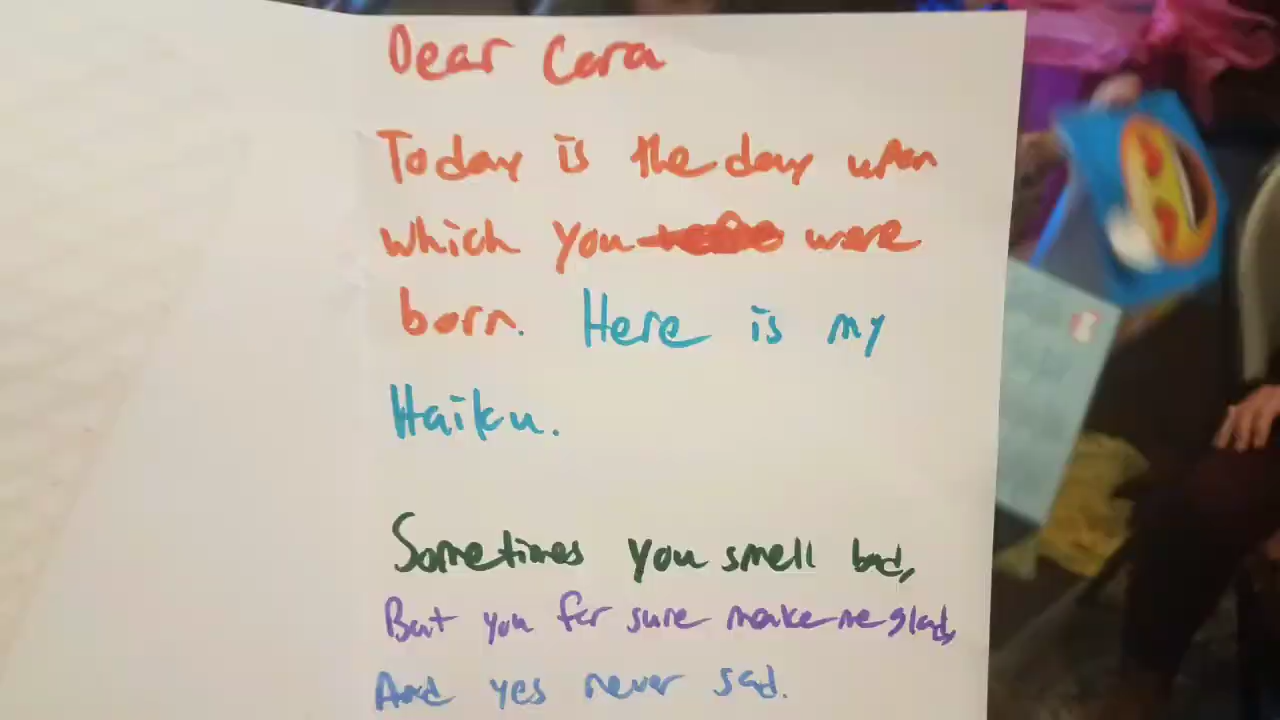 Dear Cara
Today is the day upon
which you were
born. Here is my
Haiku.
Sometimes you smell bad,
But you for sure make me glad,
And yes never sad.